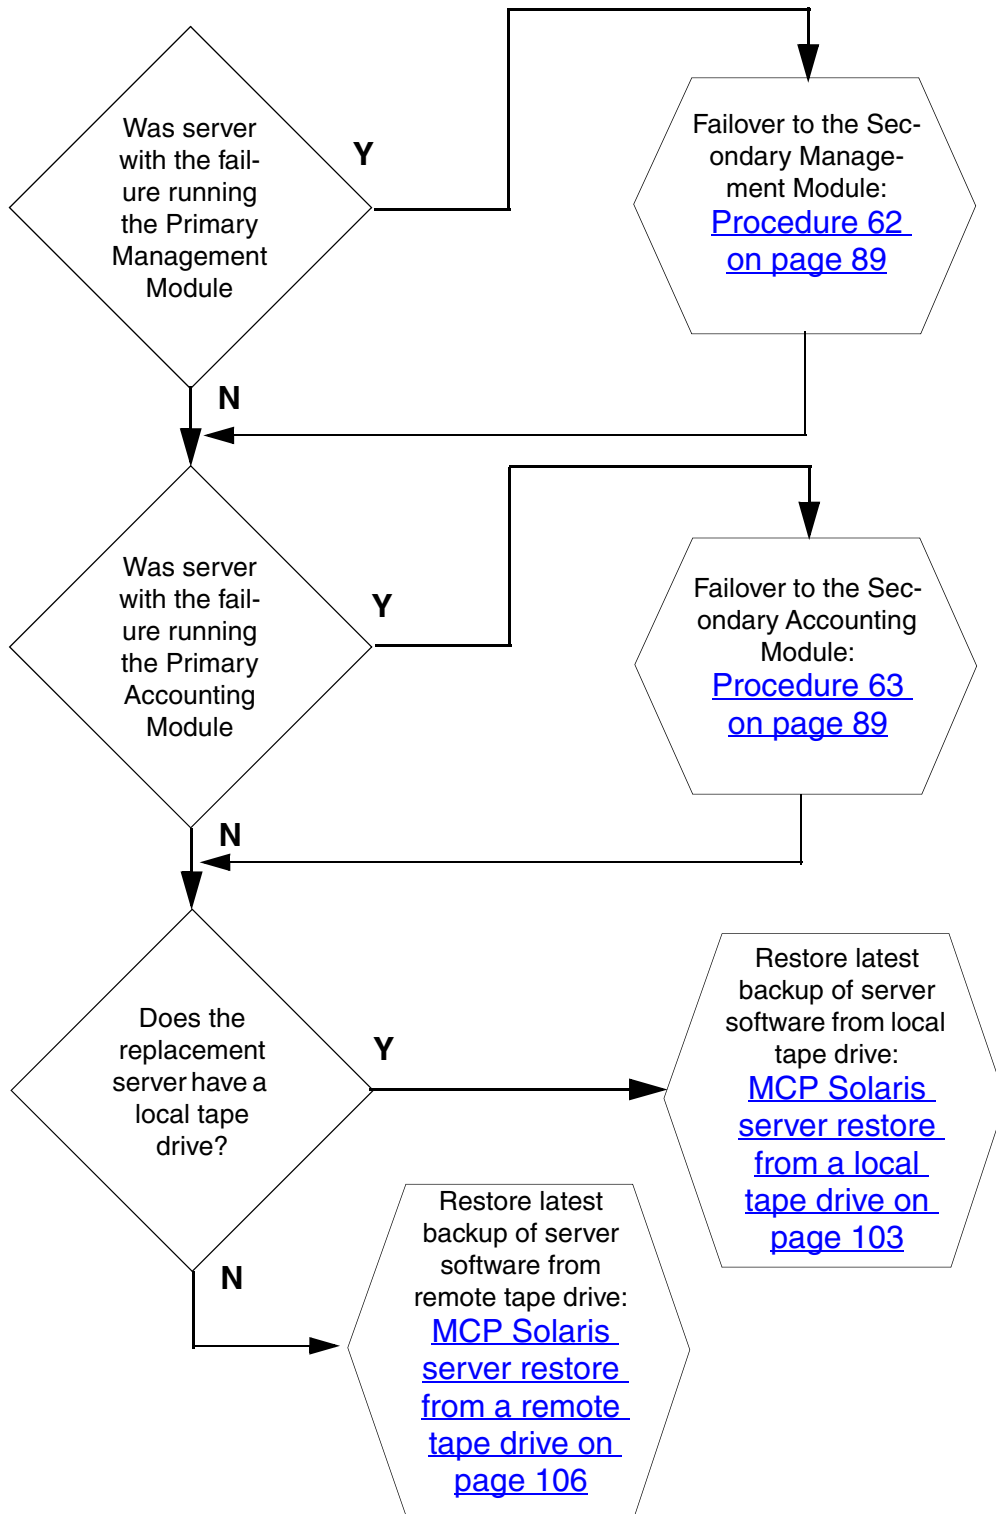 Was server
with the fail-
ure running
the Primary
Management
Module
Y
Failover to the Sec-
ondary Manage-
ment Module:
Procedure 62
on page 89
N
Was server
with the fail-
ure running
the Primary
Accounting
Module
Y
Failover to the Sec-
ondary Accounting
Module:
Procedure 63
on page 89
N
Does the
replacement
server have a
local tape
drive?
Y
Restore latest
backup of server
software from local
tape drive:
MCP Solaris
server restore
from a local
tape drive on
page 103
N
Restore latest
backup of server
software from
remote tape drive:
MCP Solaris
server restore
from a remote
tape drive on
page 106